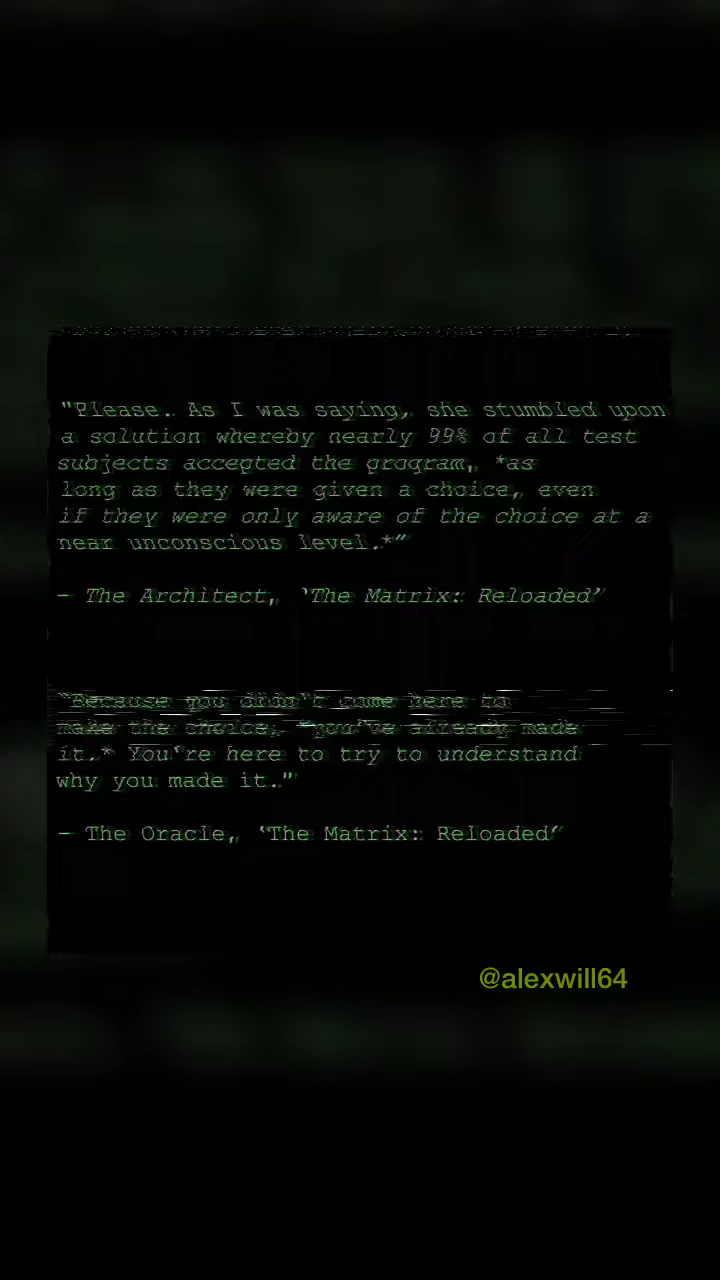 "Please. As I was saying, she stumbled upon
a solution whereby nearly 99% of all test
subjects accepted the program, *as
long as they were given a choice, even
if they were only aware of the choice at a
near unconscious level.*"
- The Architect, 'The Matrix: Reloaded'
"Because you didn't come here to
make the choice, *you've already made
it.* You're here to try to understand
why you made it."
- The Oracle, 'The Matrix: Reloaded'
@alexwill64